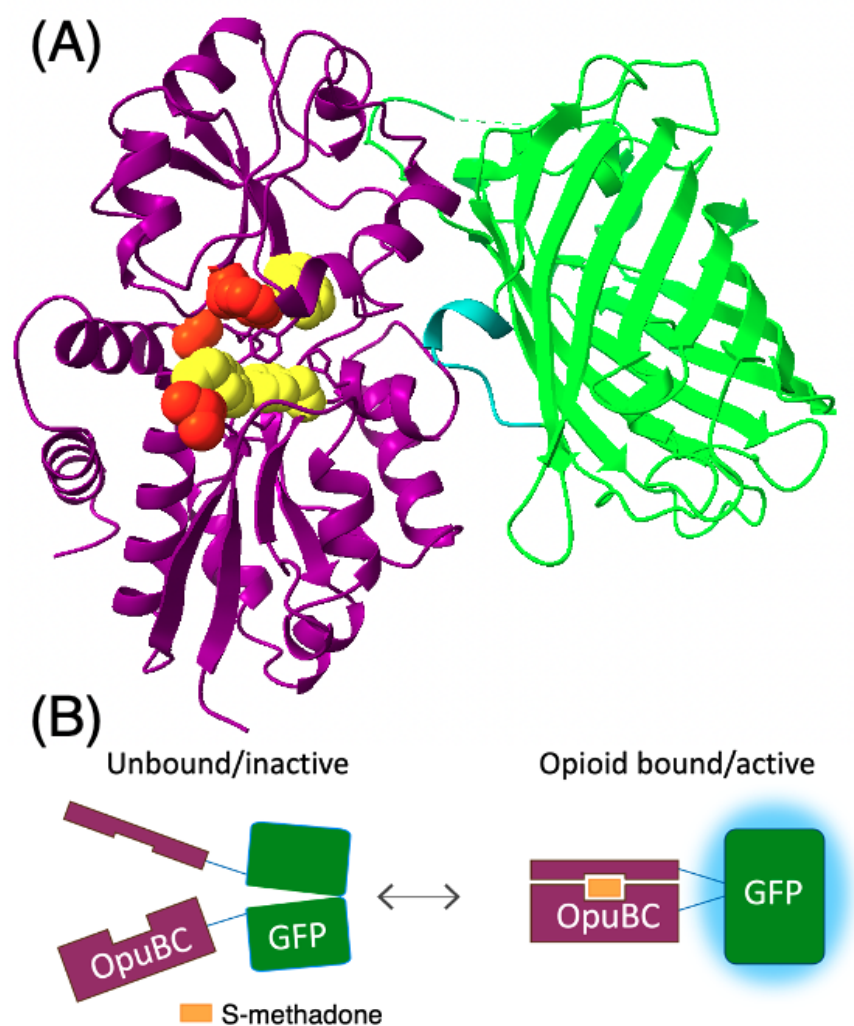 (A)
(B)
Unbound/inactive
Opioid bound/active
OpuBC
GFP
OpuBC
GFP
S-methadone